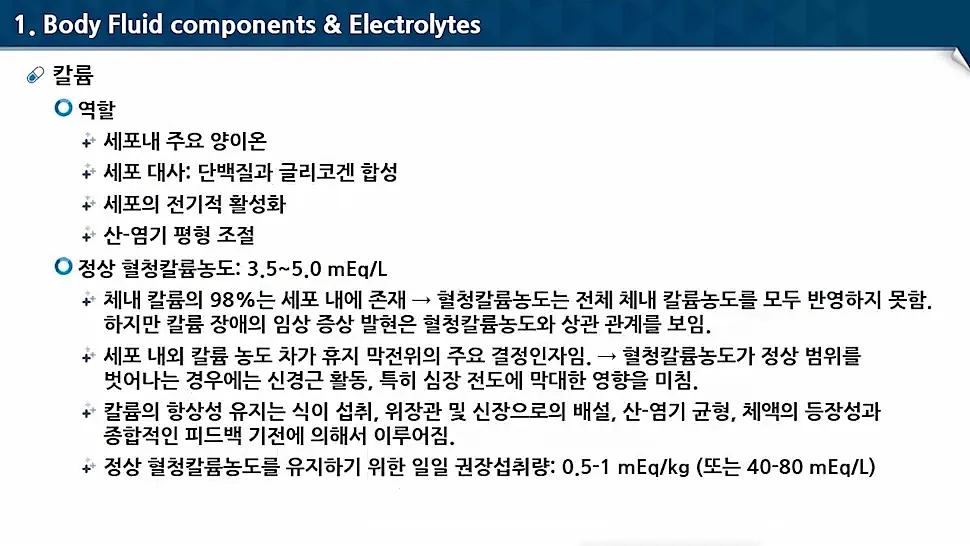 1. Body Fluid components & Electrolytes
칼륨
역할
세포내 주요 양이온
세포 대사: 단백질과 글리코겐 합성
세포의 전기적 활성화
산-염기 평형 조절
정상 혈청칼륨농도: 3.5~5.0 mEq/L
체내 칼륨의 98%는 세포 내에 존재 → 혈청칼륨농도는 전체 체내 칼륨농도를 모두 반영하지 못함.
하지만 칼륨 장애의 임상 증상 발현은 혈청칼륨농도와 상관 관계를 보임.
세포 내외 칼륨 농도 차가 휴지 막전위의 주요 결정인자임. → 혈청칼륨농도가 정상 범위를
벗어나는 경우에는 신경근 활동, 특히 심장 전도에 막대한 영향을 미침.
칼륨의 항상성 유지는 식이 섭취, 위장관 및 신장으로의 배설, 산-염기 균형, 체액의 등장성과
종합적인 피드백 기전에 의해서 이루어짐.
정상 혈청칼륨농도를 유지하기 위한 일일 권장섭취량: 0.5-1 mEq/kg (또는 40-80 mEq/L)